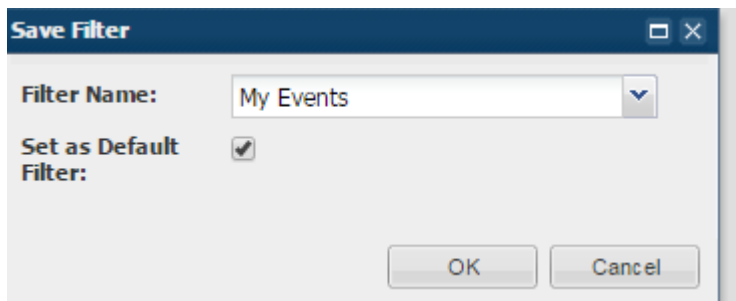 Save Filter
Filter Name: My Events
Set as Default
Filter:
OK Cancel